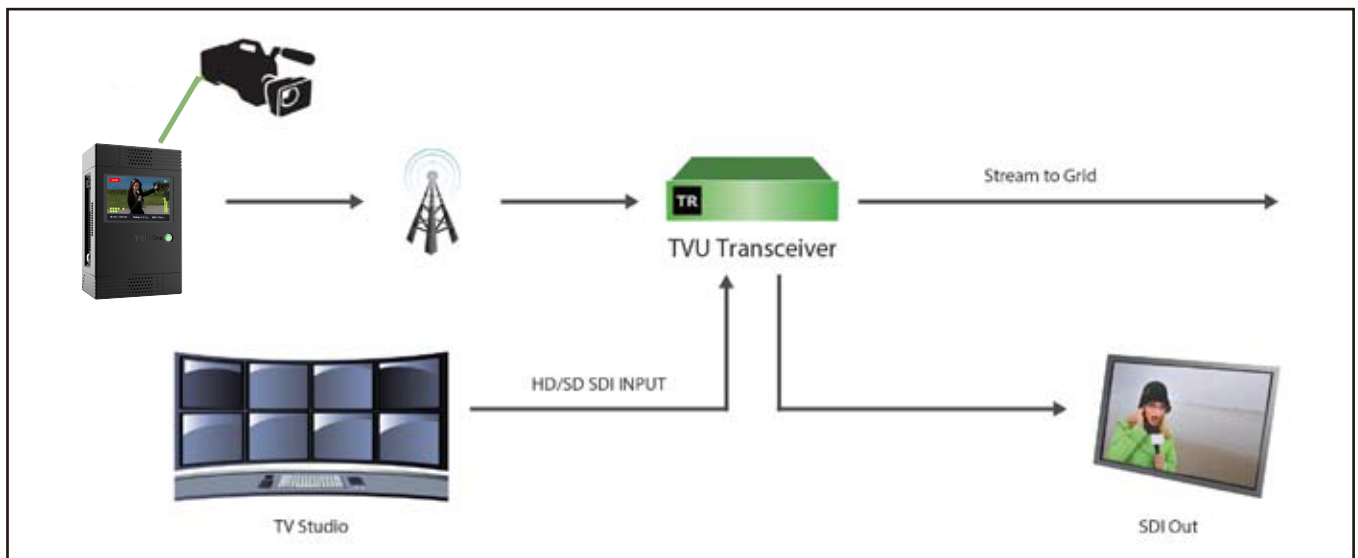 Stream to Grid
TR
TVU Transceiver
HD/SD SDI INPUT
TV Studio
SDI Out